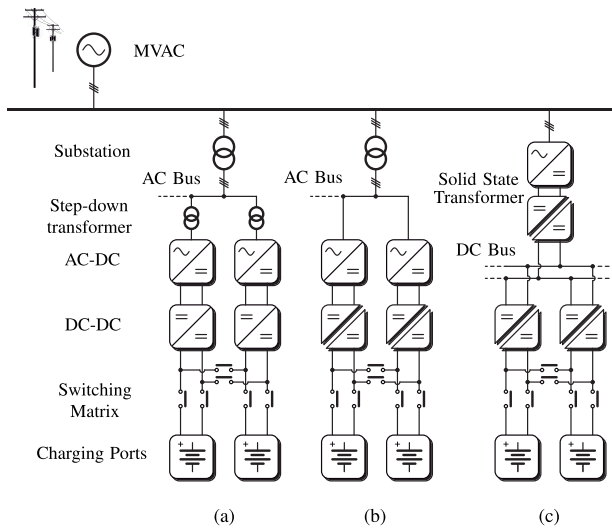 MVAC
Substation
AC Bus
AC Bus
Solid State
Transformer
Step-down
transformer
DC Bus
AC-DC
DC-DC
Switching
Matrix
Charging Ports
+
+
+
+
+
+
(a)
(b)
(c)